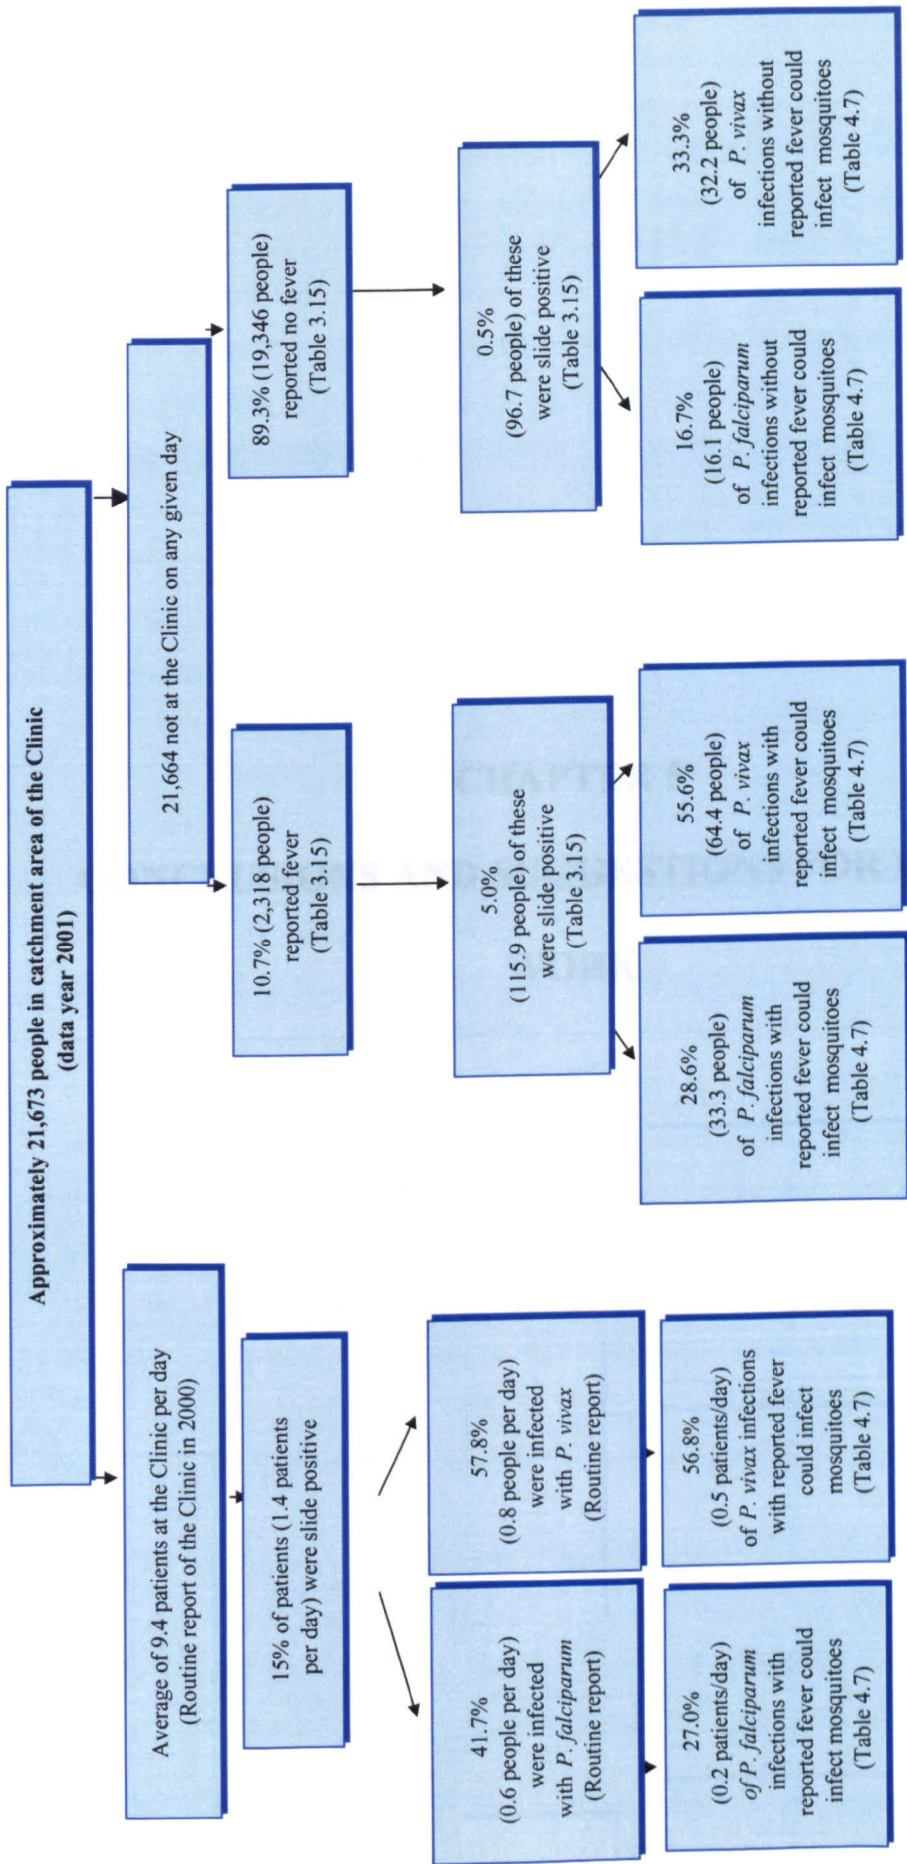 Approximately 21,673 people in catchment area of the Clinic
(data year 2001)
Average of 9.4 patients at the Clinic per day
(Routine report of the Clinic in 2000)
21,664 not at the Clinic on any given day
15% of patients (1.4 patients
per day) were slide positive
10.7% (2,318 people)
reported fever
(Table 3.15)
89.3% (19,346 people)
reported no fever
(Table 3.15)
41.7%
(0.6 people per day)
were infected
with P. falciparum
(Routine report)
57.8%
(0.8 people per day)
were infected
with P. vivax
(Routine report)
5.0%
(115.9 people) of these
were slide positive
(Table 3.15)
0.5%
(96.7 people) of these
were slide positive
(Table 3.15)
27.0%
(0.2 patients/day)
of P. falciparum
infections with
reported fever could
infect mosquitoes
(Table 4.7)
56.8%
(0.5 patients/day)
of P. vivax infections
with reported fever
could infect
mosquitoes
(Table 4.7)
28.6%
(33.3 people)
of P. falciparum
infections with
reported fever could
infect mosquitoes
(Table 4.7)
55.6%
(64.4 people)
of P. vivax
infections with
reported fever could
infect mosquitoes
(Table 4.7)
16.7%
(16.1 people)
of P. falciparum
infections without
reported fever could
infect mosquitoes
(Table 4.7)
33.3%
(32.2 people)
of P. vivax
infections without
reported fever could
infect mosquitoes
(Table 4.7)